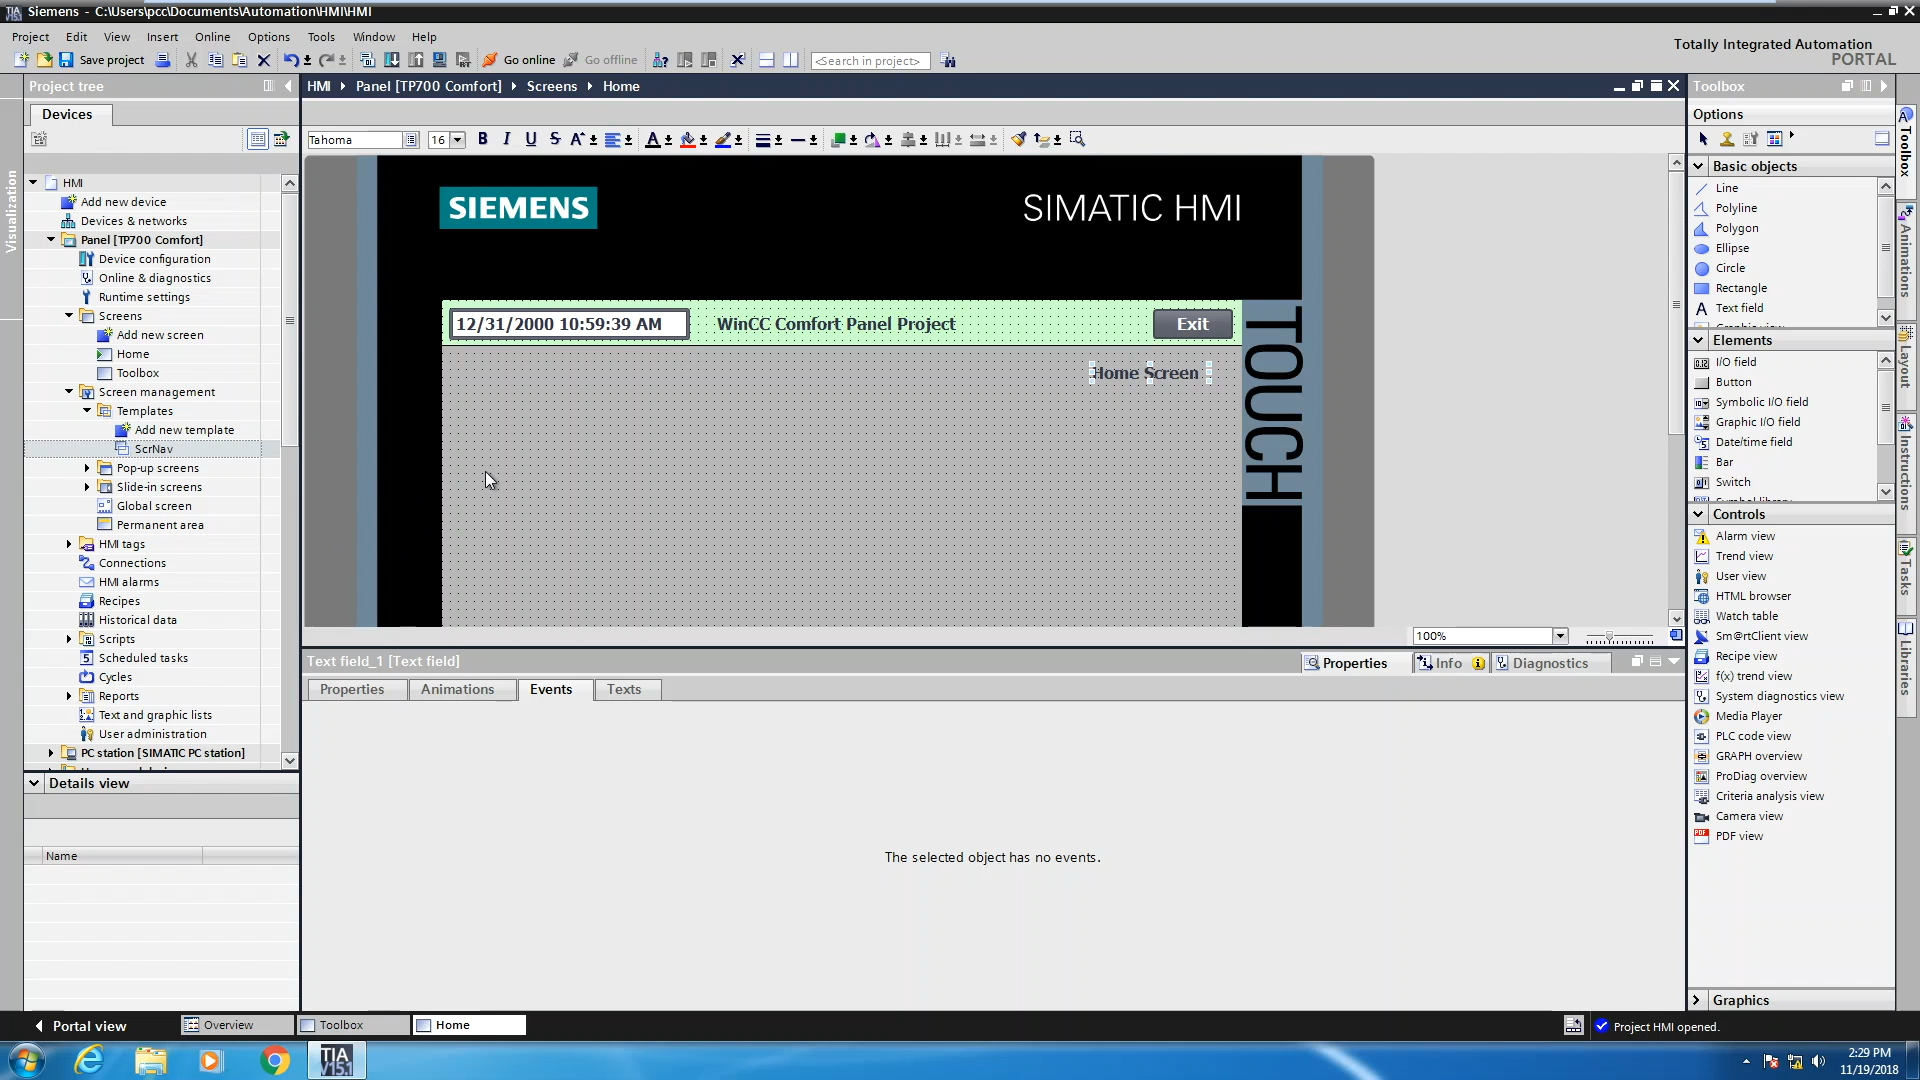 Siemens - C:\Users\pcc\Documents\Automation\HMI\HMI
Project Edit View Insert Online Options Tools Window Help
Totally Integrated Automation
PORTAL
Save project
Go online
Go offline
<Search in project>
Project tree
HMI Panel [TP700 Comfort] Screens Home
Toolbox
Devices
Options
Tahoma
16
B I U S
Visualization
HMI
Add new device
Devices & networks
Panel [TP700 Comfort]
Device configuration
Online & diagnostics
Runtime settings
Screens
Add new screen
Home
Toolbox
Screen management
Templates
Add new template
ScrNav
Pop-up screens
Slide-in screens
Global screen
Permanent area
HMI tags
Connections
HMI alarms
Recipes
Historical data
Scripts
Scheduled tasks
Cycles
Reports
Text and graphic lists
User administration
PC station [SIMATIC PC station]
Details view
Name
SIEMENS
SIMATIC HMI
12/31/2000 10:59:39 AM
WinCC Comfort Panel Project
Exit
Home Screen
TOUCH
100%
Text field_1 [Text field]
Properties
Info
Diagnostics
Properties
Animations
Events
Texts
The selected object has no events.
Basic objects
Line
Polyline
Polygon
Ellipse
Circle
Rectangle
Text field
Elements
I/O field
Button
Symbolic I/O field
Graphic I/O field
Date/time field
Bar
Switch
Controls
Alarm view
Trend view
User view
HTML browser
Watch table
Sm@rtClient view
Recipe view
f(x) trend view
System diagnostics view
Media Player
PLC code view
GRAPH overview
ProDiag overview
Criteria analysis view
Camera view
PDF view
Graphics
Toolbox
Animations
Layout
Instructions
Tasks
Libraries
Portal view
Overview
Toolbox
Home
Project HMI opened.
TIA
V15.1
2:29 PM
11/19/2018